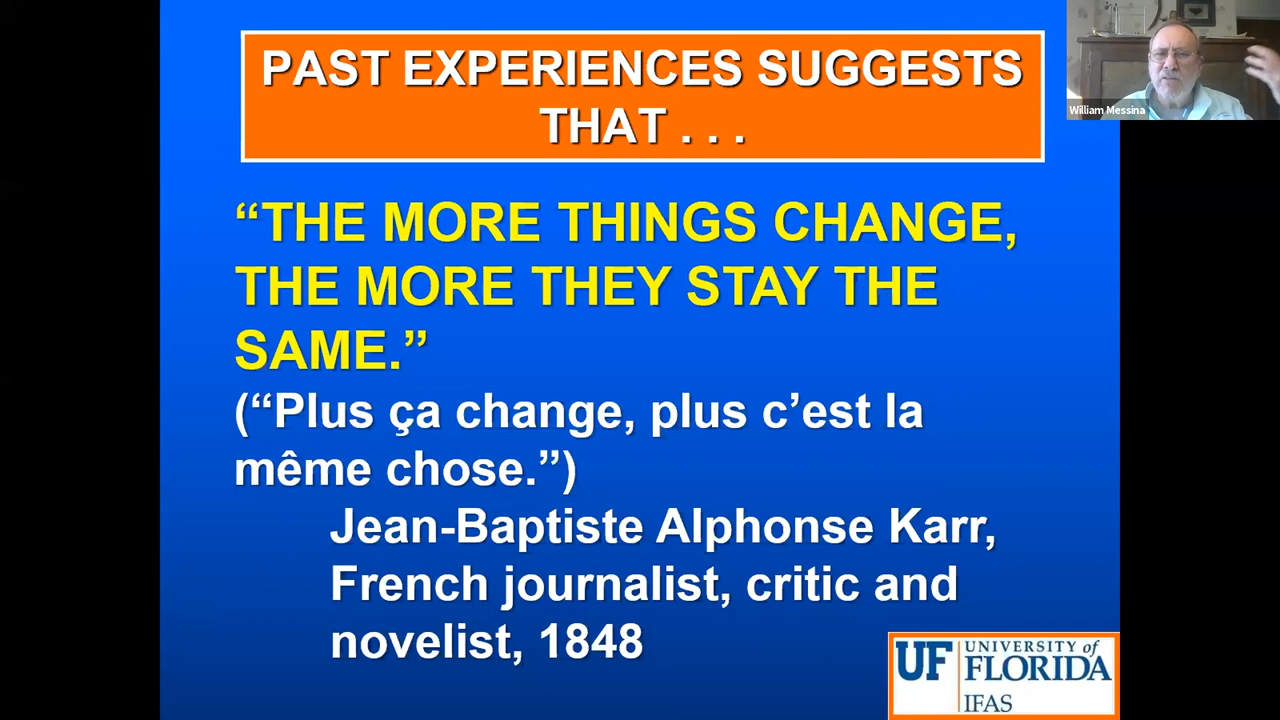 PAST EXPERIENCES SUGGESTS
THAT . . .
William Messina
“THE MORE THINGS CHANGE,
THE MORE THEY STAY THE
SAME.”
(“Plus ça change, plus c’est la
même chose.”)
Jean-Baptiste Alphonse Karr,
French journalist, critic and
novelist, 1848
UF UNIVERSITY of
FLORIDA
IFAS